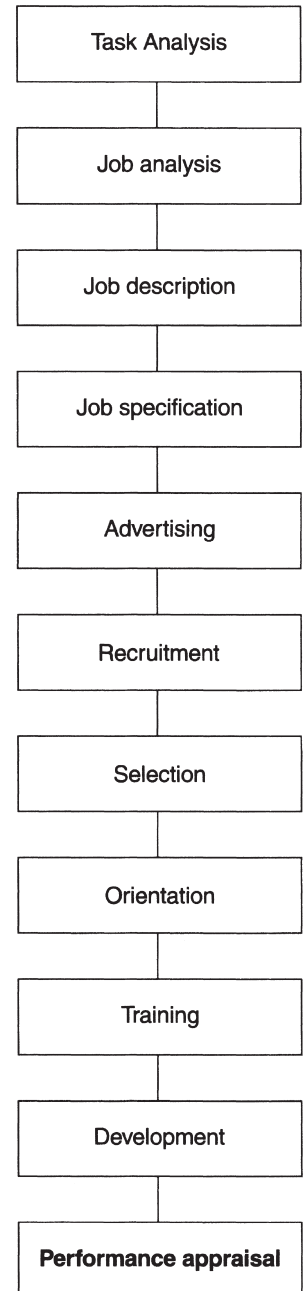 Task Analysis
Job analysis
Job description
Job specification
Advertising
Recruitment
Selection
Orientation
Training
Development
Performance appraisal